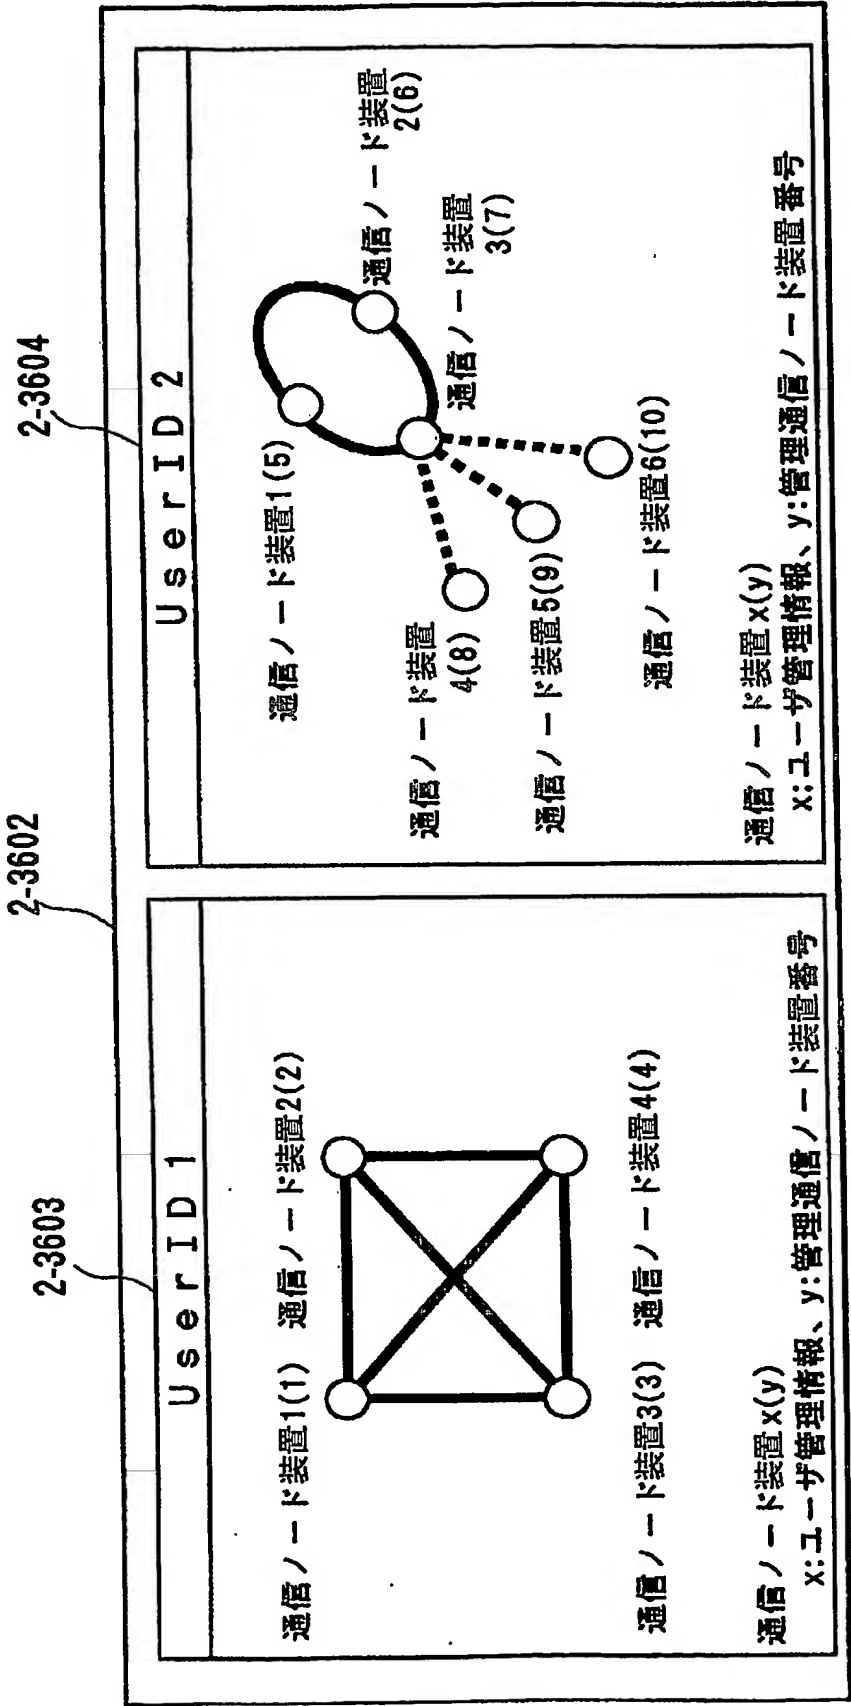 2-3602
2-3603
2-3604
UserID 1
通信ノード装置1(1)
通信ノード装置2(2)
通信ノード装置3(3)
通信ノード装置4(4)
通信ノード装置x(y)
x:ユーザ管理情報、y:管理通信ノード装置番号
UserID 2
通信ノード装置1(5)
通信ノード装置
2(6)
通信ノード装置
3(7)
通信ノード装置
4(8)
通信ノード装置5(9)
通信ノード装置6(10)
通信ノード装置x(y)
x:ユーザ管理情報、y:管理通信ノード装置番号